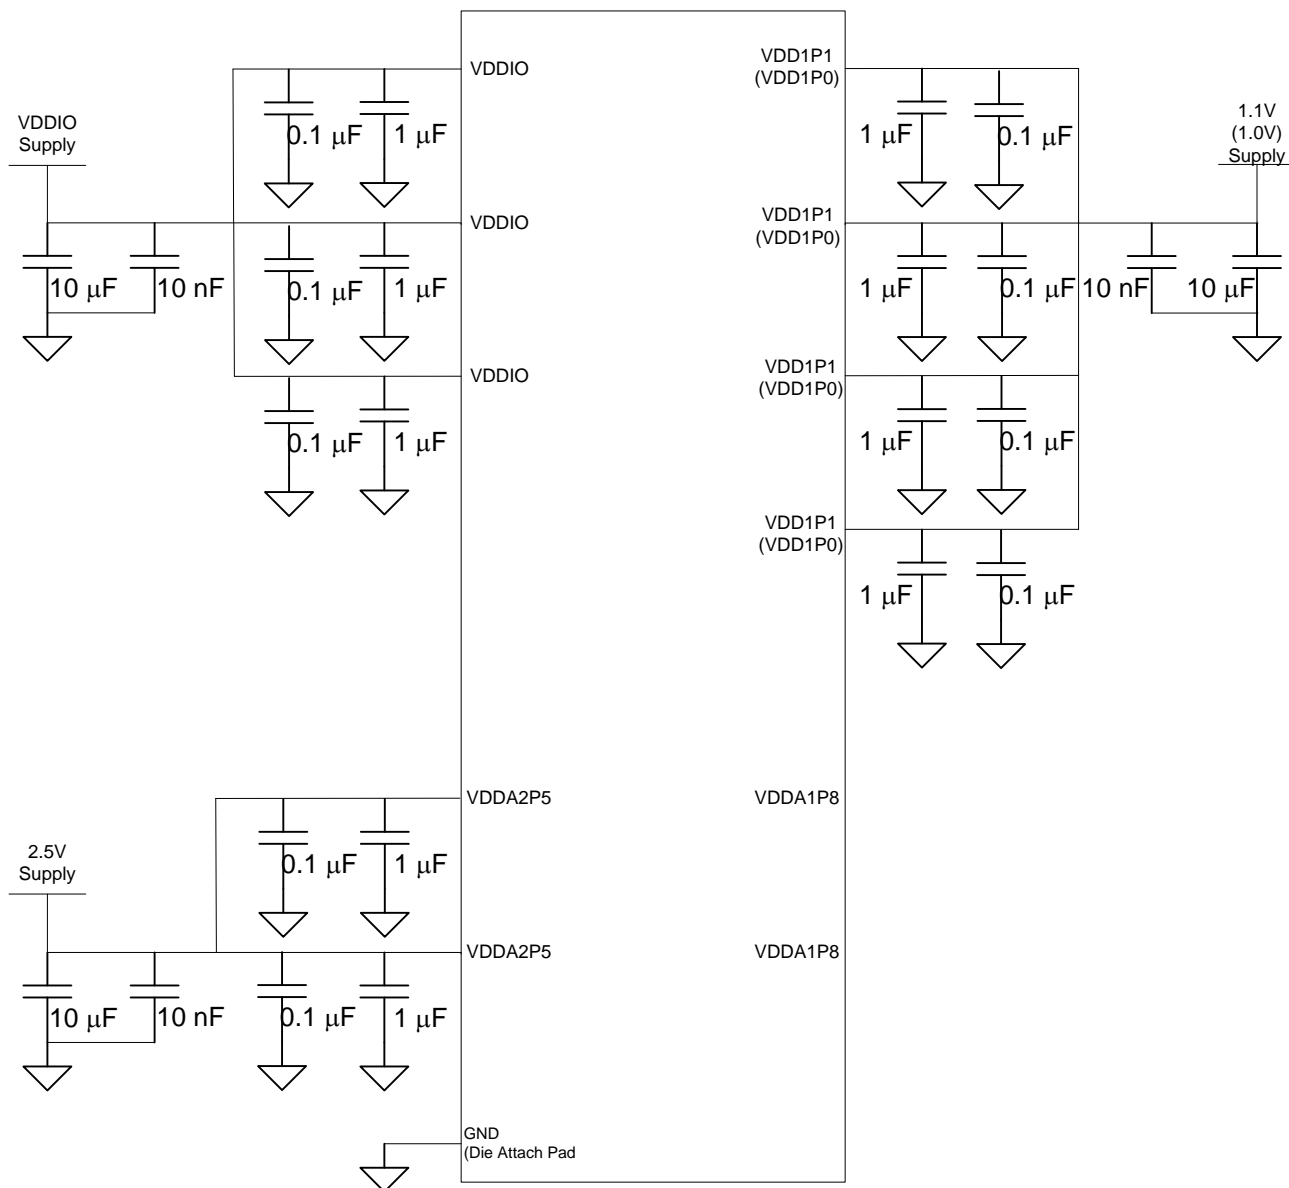 VDDIO
VDD1P1
(VDD1P0)
VDDIO
Supply
0.1 µF
1 µF
1 µF
0.1 µF
1.1V
(1.0V)
Supply
VDDIO
VDD1P1
(VDD1P0)
10 µF
10 nF
0.1 µF
1 µF
1 µF
0.1 µF
10 nF
10 µF
VDDIO
VDD1P1
(VDD1P0)
0.1 µF
1 µF
1 µF
0.1 µF
VDD1P1
(VDD1P0)
1 µF
0.1 µF
VDDA2P5
VDDA1P8
2.5V
Supply
0.1 µF
1 µF
VDDA2P5
VDDA1P8
10 µF
10 nF
0.1 µF
1 µF
GND
(Die Attach Pad